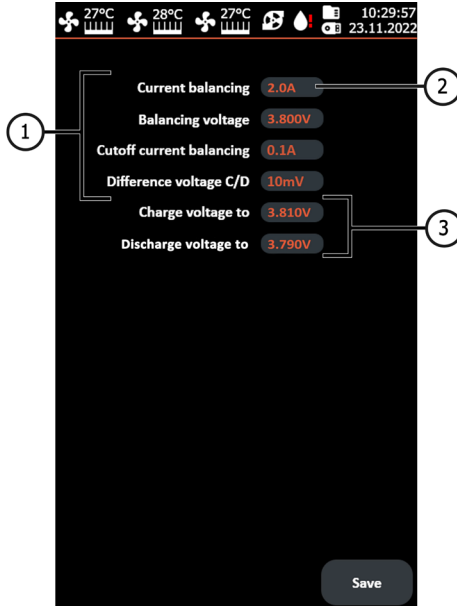 27°C 28°C 27°C 10:29:57
23.11.2022
Current balancing 2.0A
Balancing voltage 3.800V
Cutoff current balancing 0.1A
Difference voltage C/D 10mV
Charge voltage to 3.810V
Discharge voltage to 3.790V
1
2
3
Save